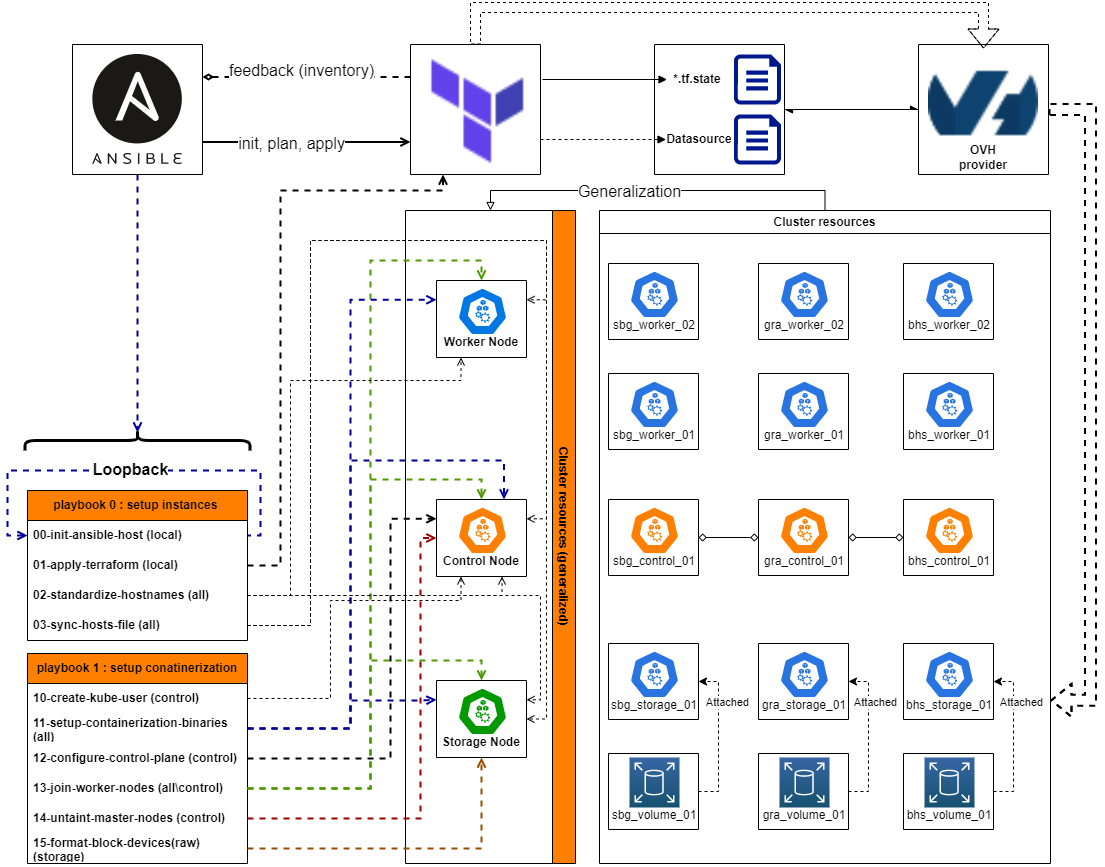 feedback (inventory)
init, plan, apply
ANSIBLE
*.tf.state
Datasource
OVH
provider
Generalization
Cluster resources
Worker Node
Control Node
Storage Node
Cluster resources (generalized)
sbg_worker_02
gra_worker_02
bhs_worker_02
sbg_worker_01
gra_worker_01
bhs_worker_01
sbg_control_01
gra_control_01
bhs_control_01
sbg_storage_01
Attached
gra_storage_01
Attached
bhs_storage_01
Attached
sbg_volume_01
gra_volume_01
bhs_volume_01
Loopback
playbook 0 : setup instances
00-init-ansible-host (local)
01-apply-terraform (local)
02-standardize-hostnames (all)
03-sync-hosts-file (all)
playbook 1 : setup conatinerization
10-create-kube-user (control)
11-setup-containerization-binaries
(all)
12-configure-control-plane (control)
13-join-worker-nodes (all\control)
14-untaint-master-nodes (control)
15-format-block-devices(raw)
(storage)